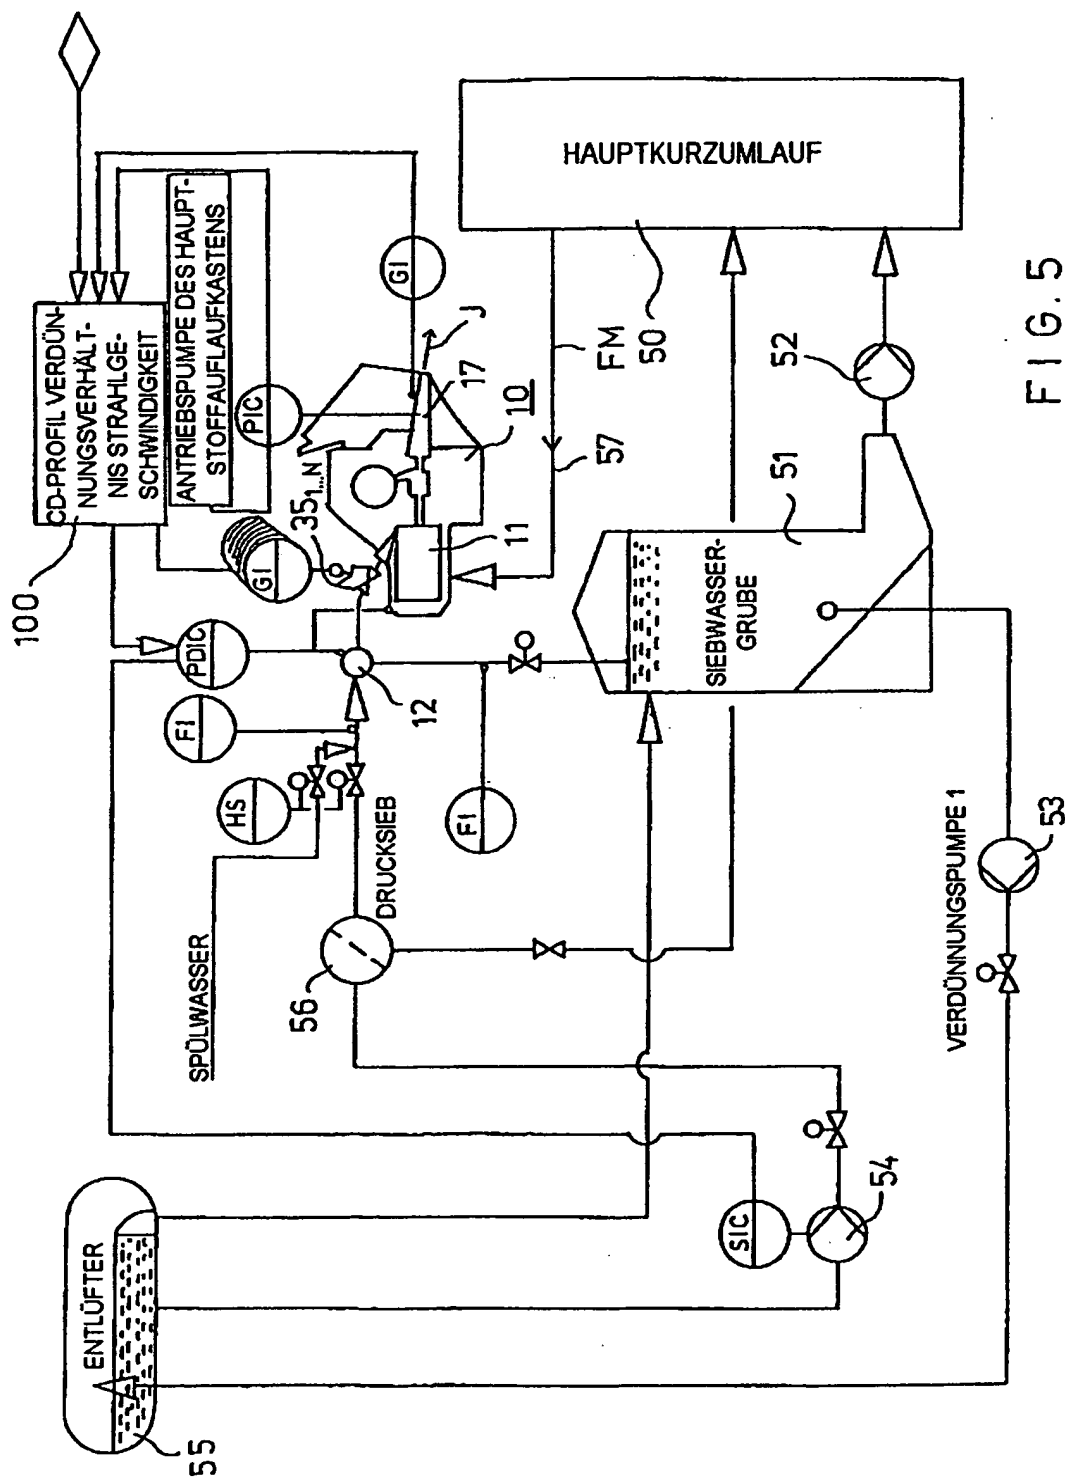 100
CD-PROFIL VERDÜN-
NUNGSVERHÄLT-
NIS STRAHLGE-
SCHWINDIGKEIT
ANTRIEBSPUMPE DES HAUPT-
STOFFAUFLAUFKASTENS
PIC
GI
GI
35₁...N
PDIC
FI
HS
SPÜLWASSER
DRUCKSIEB
56
12
FI
11
10
17
J
FM
57
50
HAUPTKURZUMLAUF
52
51
SIEBWASSER-
GRUBE
53
VERDÜNNUNGSPUMPE 1
54
SIC
ENTLÜFTER
55
FIG. 5